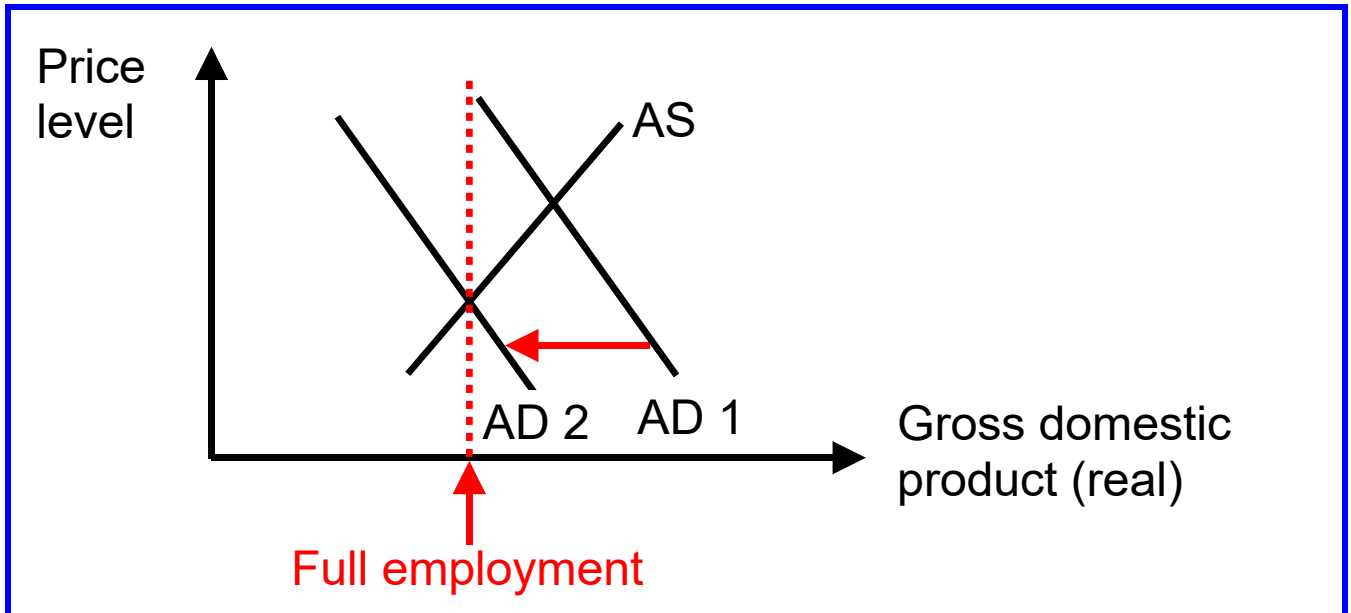 Price
level
AS
AD 2
AD 1
Gross domestic
product (real)
Full employment